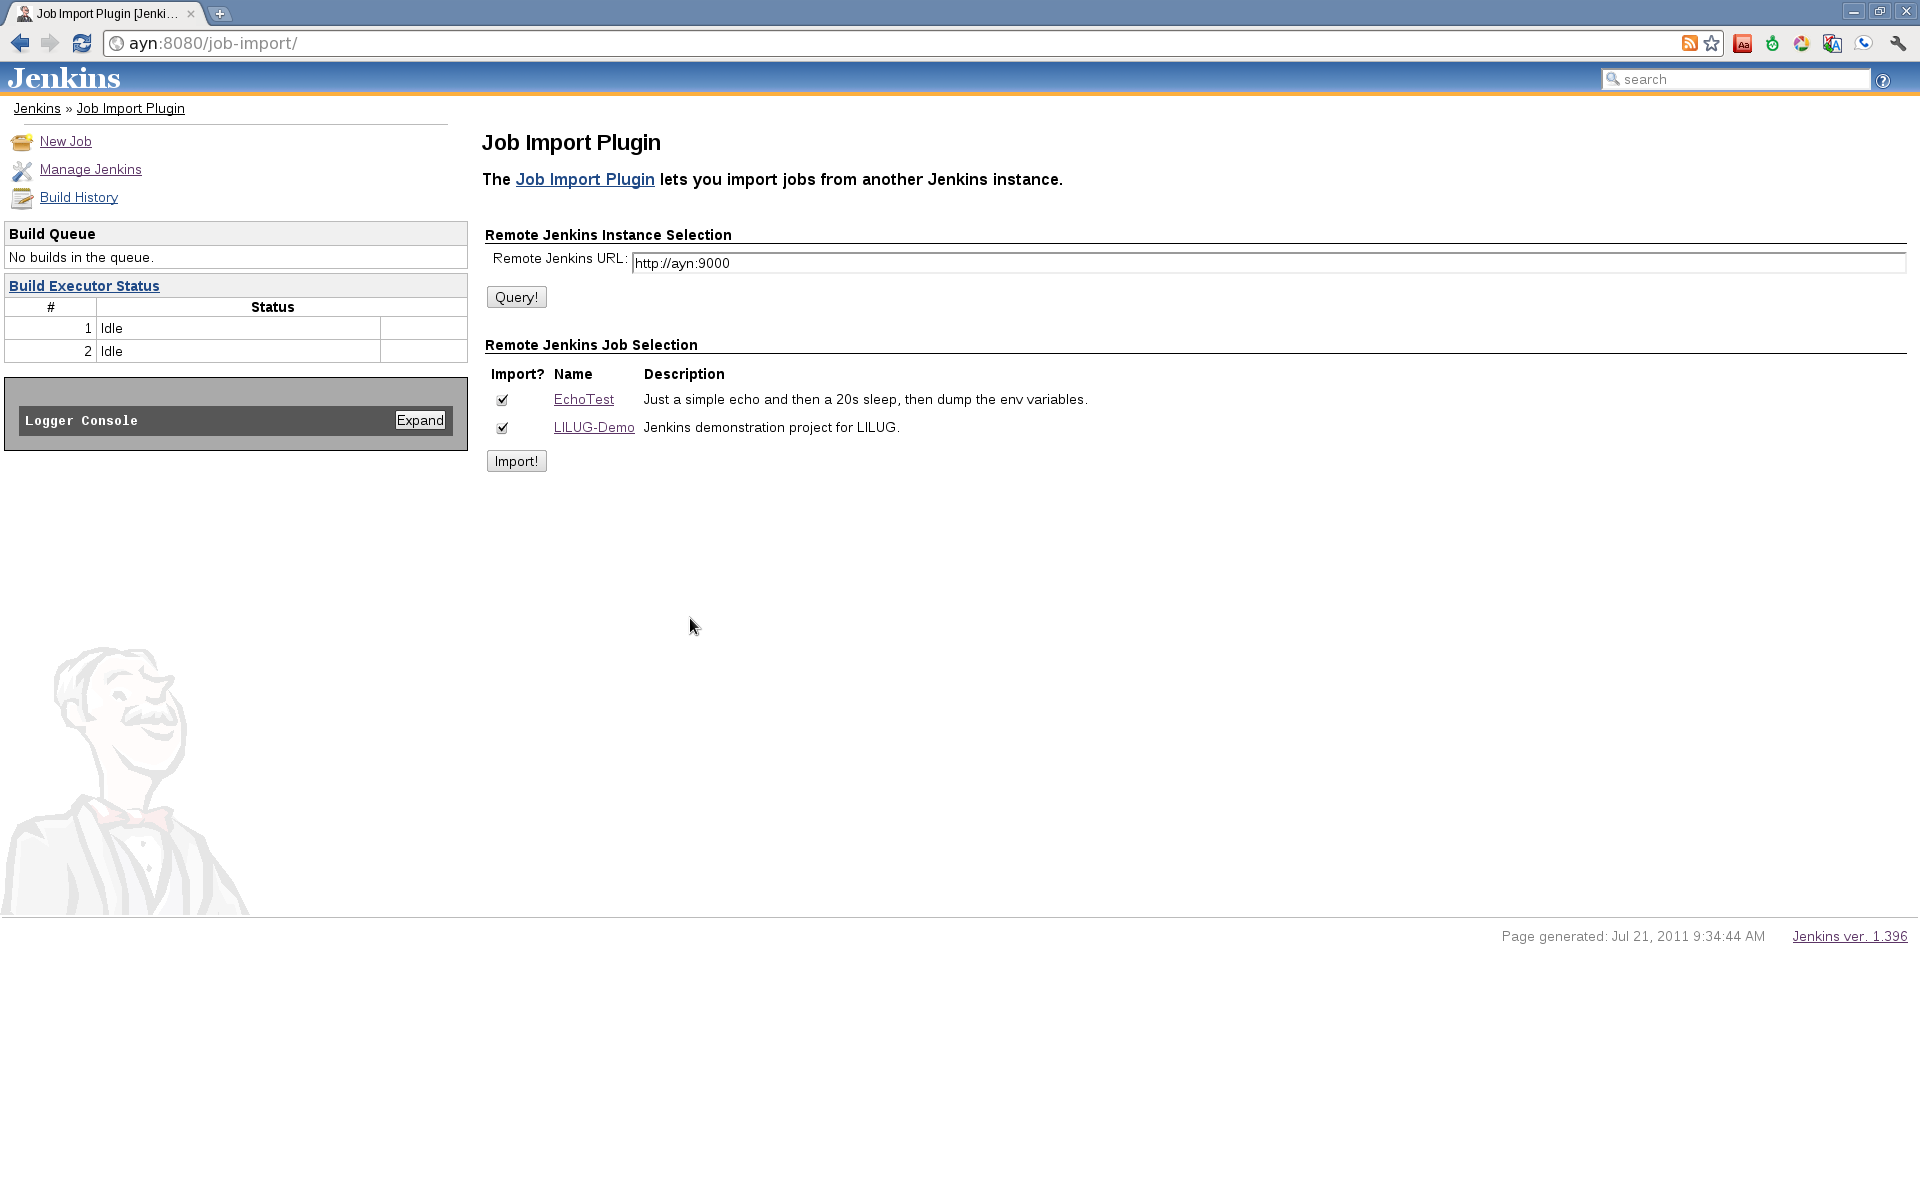 Job Import Plugin [Jenki...
ayn:8080/job-import/
Aa
A
Jenkins
search
?
Jenkins » Job Import Plugin
New Job
Manage Jenkins
Build History
Build Queue
No builds in the queue.
Build Executor Status
# Status
1 Idle
2 Idle
Logger Console Expand
Job Import Plugin
The Job Import Plugin lets you import jobs from another Jenkins instance.
Remote Jenkins Instance Selection
Remote Jenkins URL: http://ayn:9000
Query!
Remote Jenkins Job Selection
Import? Name Description
EchoTest Just a simple echo and then a 20s sleep, then dump the env variables.
LILUG-Demo Jenkins demonstration project for LILUG.
Import!
Page generated: Jul 21, 2011 9:34:44 AM Jenkins ver. 1.396